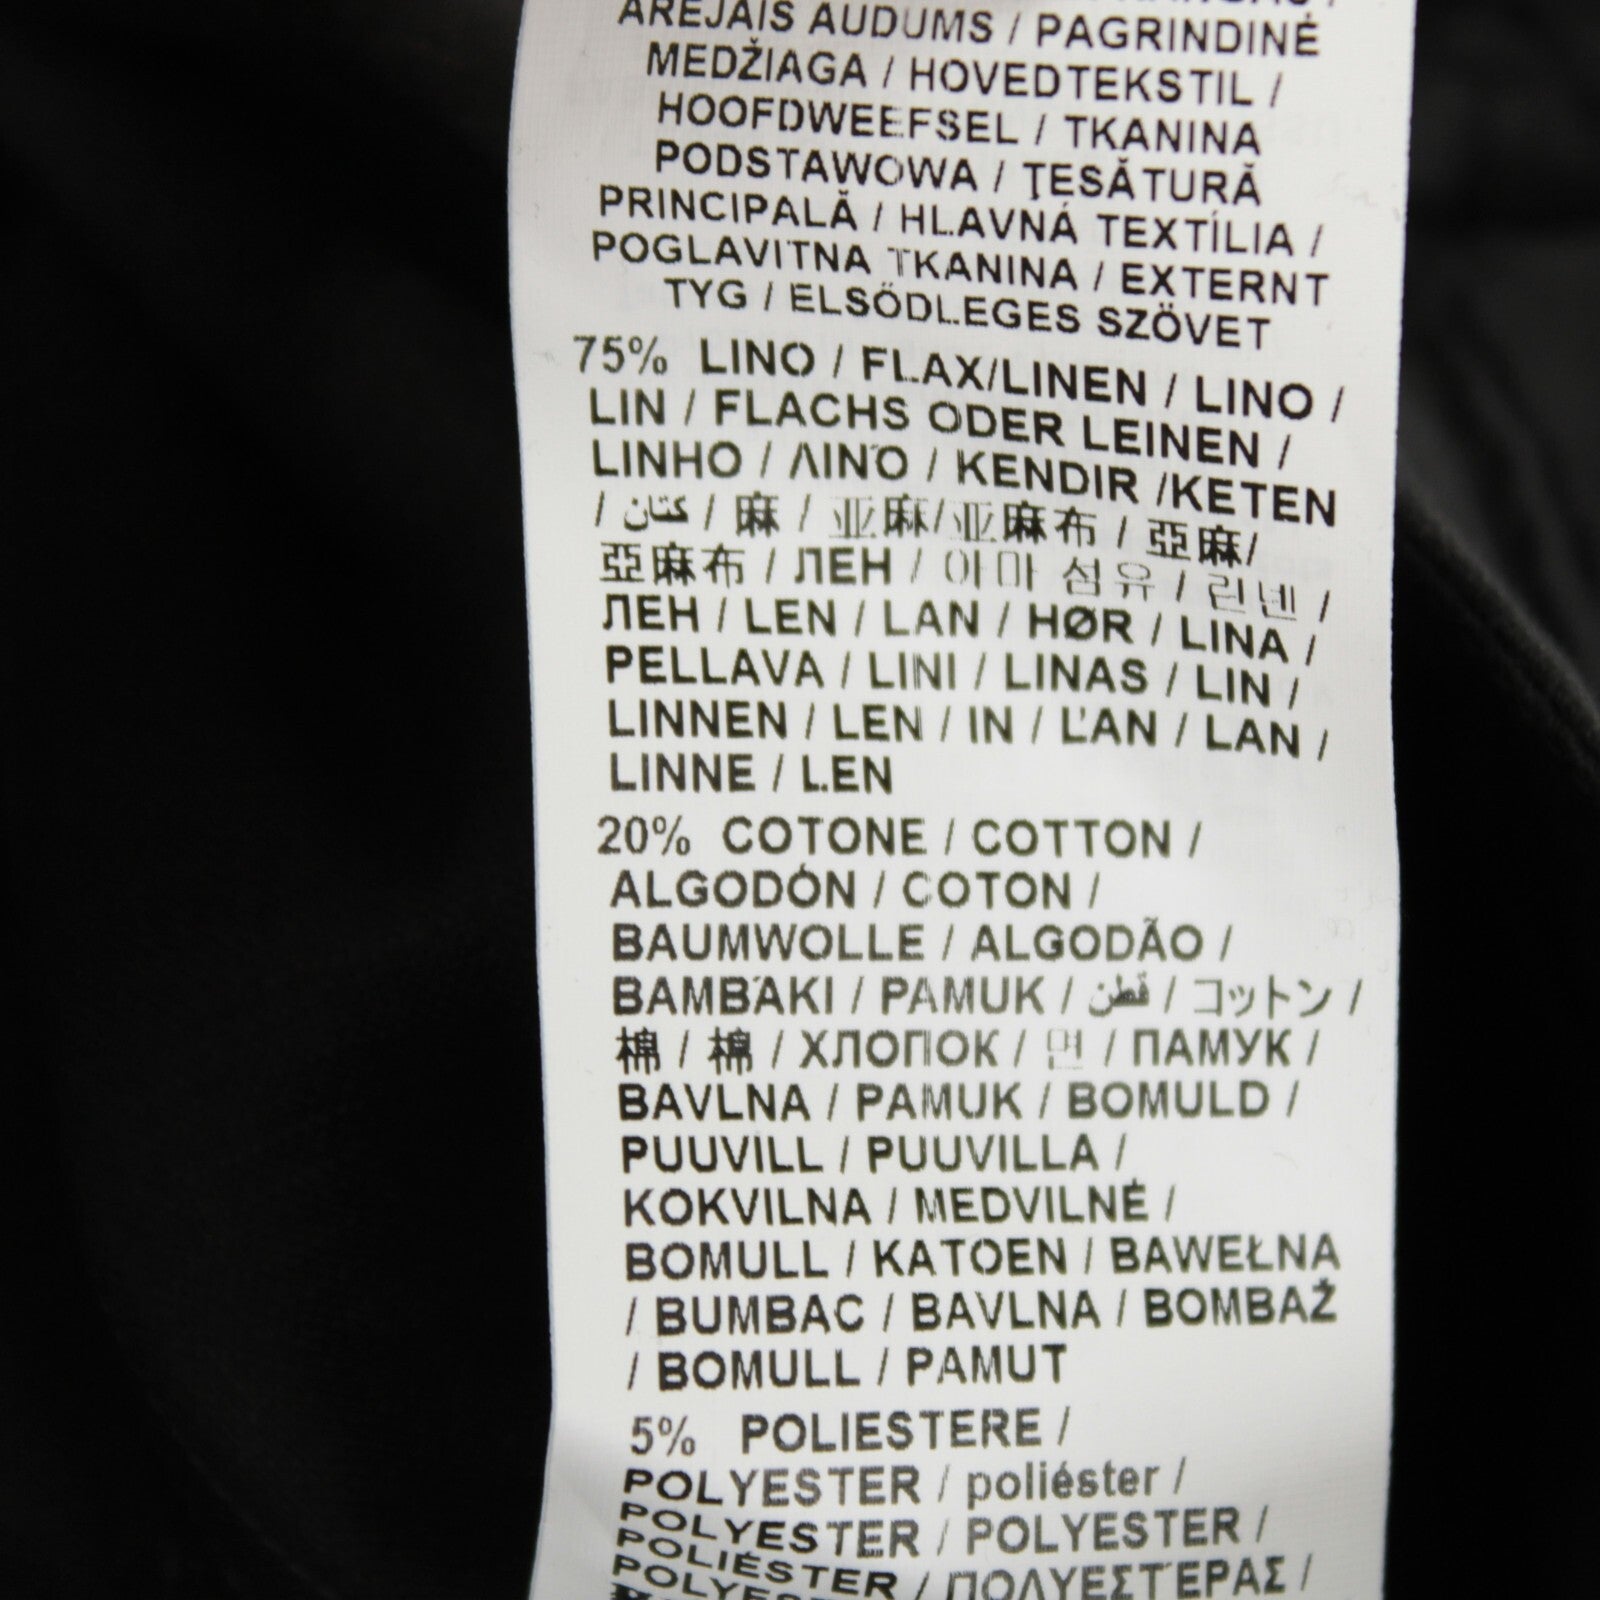 AREJAIS AUDUMS / PAGRINDINĖ
MEDŽIAGA / HOVEDTEKSTIL /
HOOFDWEEFSEL / TKANINA
PODSTAWOWA / ŢESĂTURĂ
PRINCIPALĂ / HLAVNÁ TEXTÍLIA /
POGLAVITNA TKANINA / EXTERNT
TYG / ELSÖDLEGES SZÖVET
75% LINO / FLAX/LINEN / LINO /
LIN / FLACHS ODER LEINEN /
LINHO / ΛΙΝΌ / KENDIR /KETEN
/ كتان / 麻 / 亚麻/亚麻布 / 亞麻/
亞麻布 / ЛЕН / 아마 섬유 / 린넨 /
ЛЕН / LEN / LAN / HØR / LINA /
PELLAVA / LINI / LINAS / LIN /
LINNEN / LEN / IN / ĽAN / LAN /
LINNE / LEN
20% COTONE / COTTON /
ALGODÓN / COTON /
BAUMWOLLE / ALGODÃO /
ΒΑΜΒΆΚΙ / PAMUK / قطن / コットン /
棉 / 棉 / ХЛОПОК / 면 / ПАМУК /
BAVLNA / PAMUK / BOMULD /
PUUVILL / PUUVILLA /
KOKVILNA / MEDVILNĖ /
BOMULL / KATOEN / BAWEŁNA
/ BUMBAC / BAVLNA / BOMBAŽ
/ BOMULL / PAMUT
5% POLIESTERE /
POLYESTER / poliéster /
POLYESTER / POLYESTER /
POLIÉSTER / ΠΟΛΥΕΣΤΈΡΑΣ /